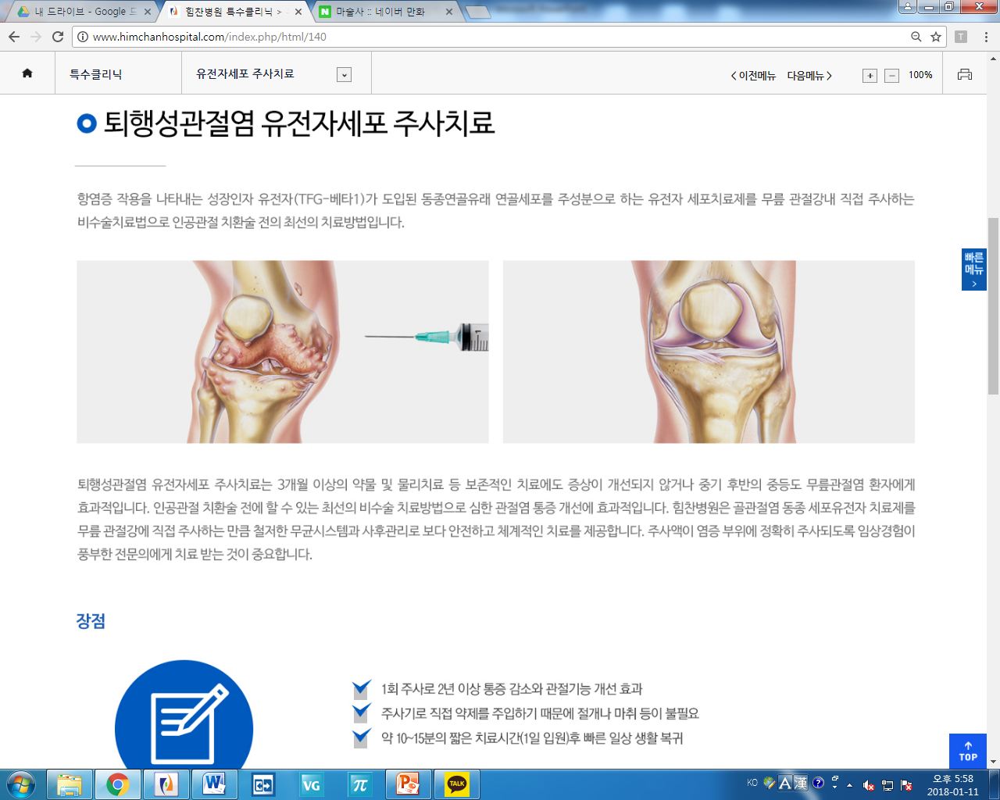 내 드라이브 - Google 드
힘찬병원 특수클리닉 >
마술사 :: 네이버 만화
www.himchanhospital.com/index.php/html/140
T
특수클리닉
유전자세포 주사치료
< 이전메뉴 다음메뉴 >
+ − 100%
퇴행성관절염 유전자세포 주사치료
항염증 작용을 나타내는 성장인자 유전자(TFG-베타1)가 도입된 동종연골유래 연골세포를 주성분으로 하는 유전자 세포치료제를 무릎 관절강내 직접 주사하는
비수술치료법으로 인공관절 치환술 전의 최선의 치료방법입니다.
빠른
메뉴
>
퇴행성관절염 유전자세포 주사치료는 3개월 이상의 약물 및 물리치료 등 보존적인 치료에도 증상이 개선되지 않거나 중기 후반의 중등도 무릎관절염 환자에게
효과적입니다. 인공관절 치환술 전에 할 수 있는 최선의 비수술 치료방법으로 심한 관절염 통증 개선에 효과적입니다. 힘찬병원은 골관절염 동종 세포유전자 치료제를
무릎 관절강에 직접 주사하는 만큼 철저한 무균시스템과 사후관리로 보다 안전하고 체계적인 치료를 제공합니다. 주사액이 염증 부위에 정확히 주사되도록 임상경험이
풍부한 전문의에게 치료 받는 것이 중요합니다.
장점
1회 주사로 2년 이상 통증 감소와 관절기능 개선 효과
주사기로 직접 약제를 주입하기 때문에 절개나 마취 등이 불필요
약 10~15분의 짧은 치료시간(1일 입원)후 빠른 일상 생활 복귀
TOP
VG
π
TALK
KO
A 漢
오후 5:58
2018-01-11